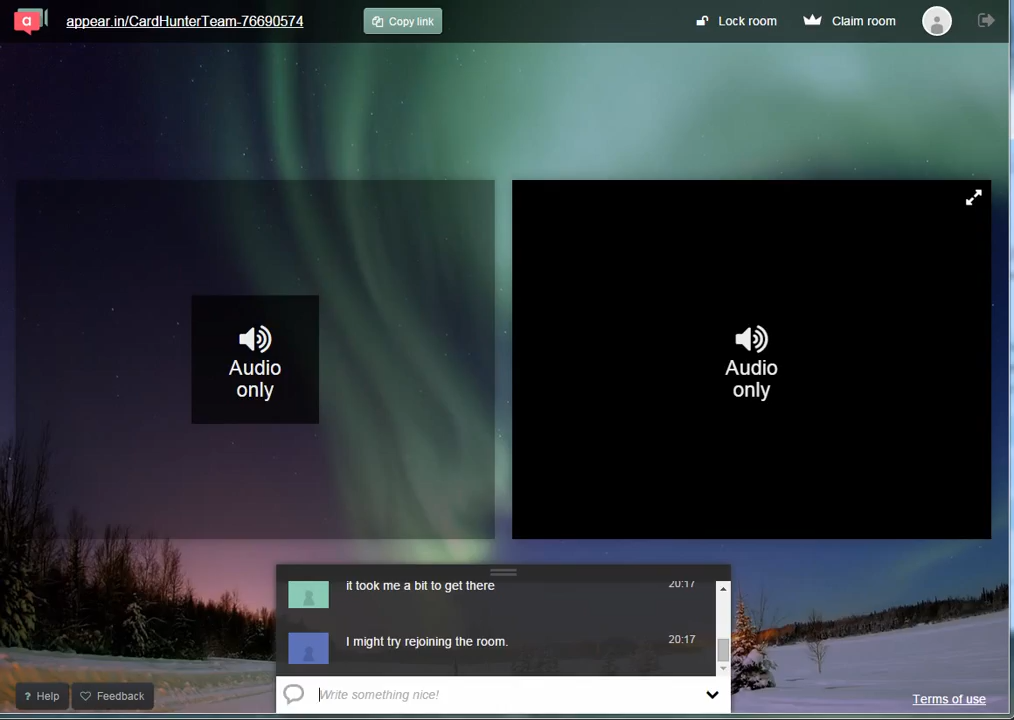 a
appear.in/CardHunterTeam-76690574
Copy link
Lock room
Claim room
Audio
only
Audio
only
it took me a bit to get there
20:17
I might try rejoining the room.
20:17
Write something nice!
? Help
Feedback
Terms of use